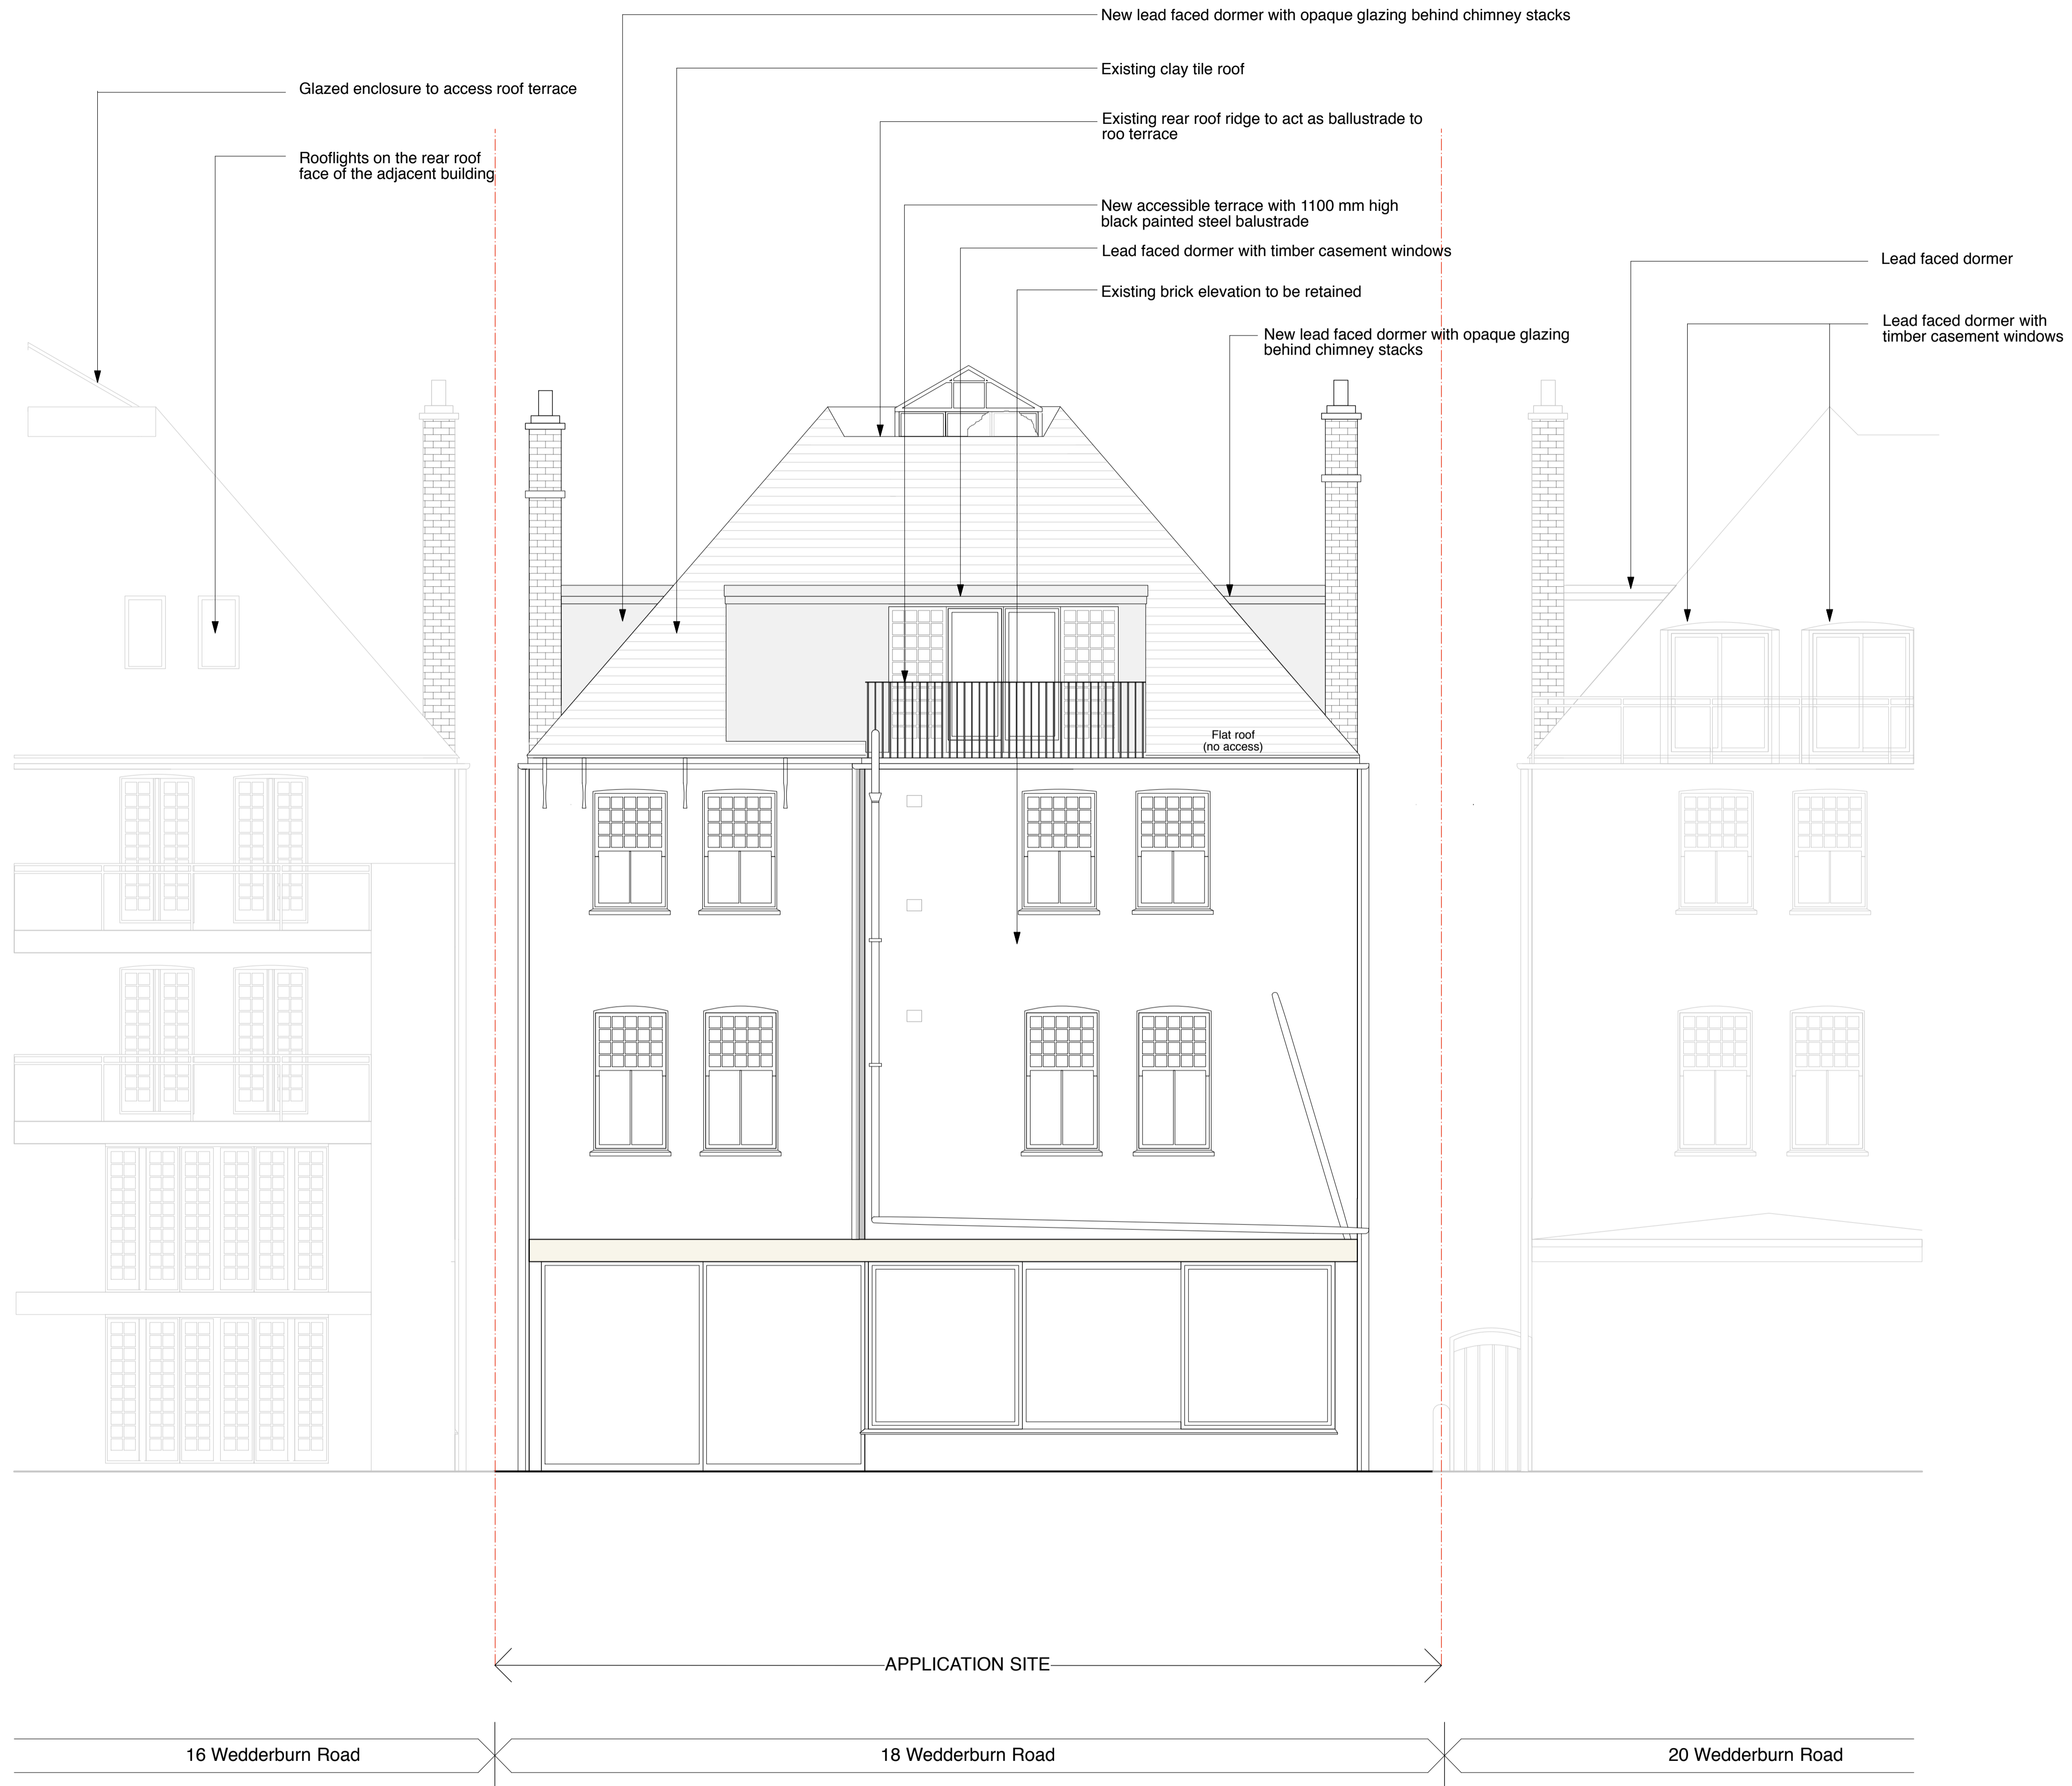 New lead faced dormer with opaque glazing behind chimney stacks
Existing clay tile roof
Glazed enclosure to access roof terrace
Existing rear roof ridge to act as ballustrade to
roo terrace
Rooflights on the rear roof
face of the adjacent building
New accessible terrace with 1100 mm high
black painted steel balustrade
Lead faced dormer with timber casement windows
Lead faced dormer
Existing brick elevation to be retained
Lead faced dormer with
timber casement windows
New lead faced dormer with opaque glazing
behind chimney stacks
Flat roof
(no access)
APPLICATION SITE
16 Wedderburn Road
18 Wedderburn Road
20 Wedderburn Road